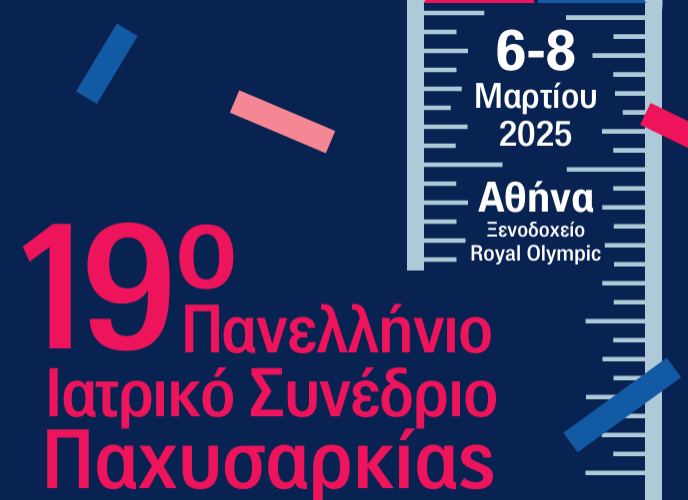 6-8
Μαρτίου
2025
Αθήνα
Ξενοδοχείο
Royal Olympic
19ο
Πανελλήνιο
Ιατρικό Συνέδριο
Παχυσαρκίας